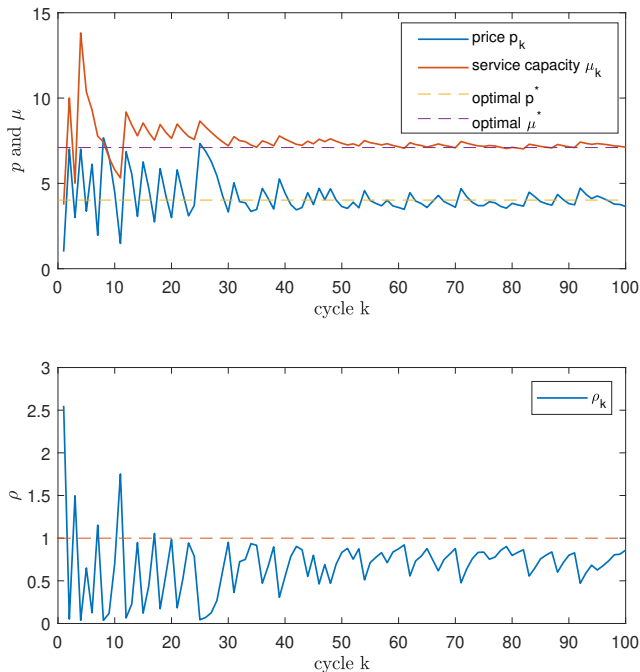 price p_k
service capacity μ_k
optimal p^*
optimal μ^*
15
10
5
0
p and μ
0 10 20 30 40 50 60 70 80 90 100
cycle k
3
2.5
2
1.5
1
0.5
0
ρ
ρ_k
0 10 20 30 40 50 60 70 80 90 100
cycle k